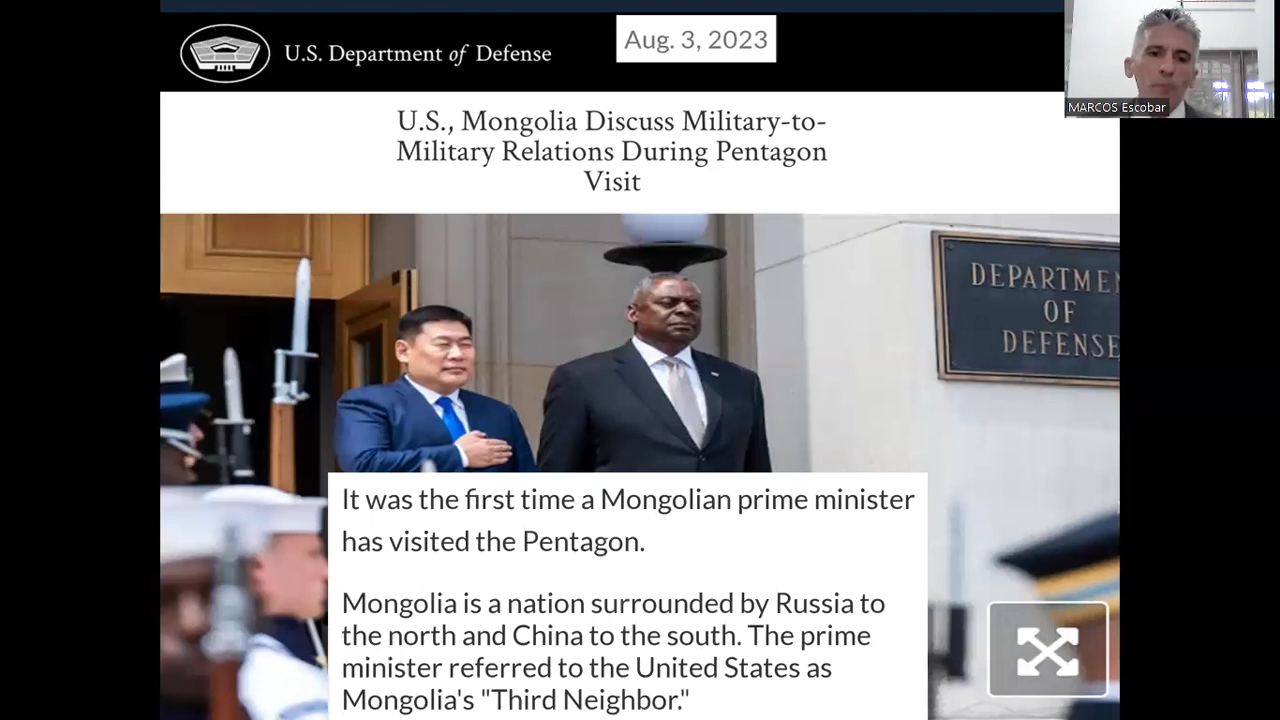 U.S. Department of Defense
Aug. 3, 2023
MARCOS Escobar
U.S., Mongolia Discuss Military-to-
Military Relations During Pentagon
Visit
DEPARTMEN
OF
DEFENSE
It was the first time a Mongolian prime minister
has visited the Pentagon.
Mongolia is a nation surrounded by Russia to
the north and China to the south. The prime
minister referred to the United States as
Mongolia's "Third Neighbor."